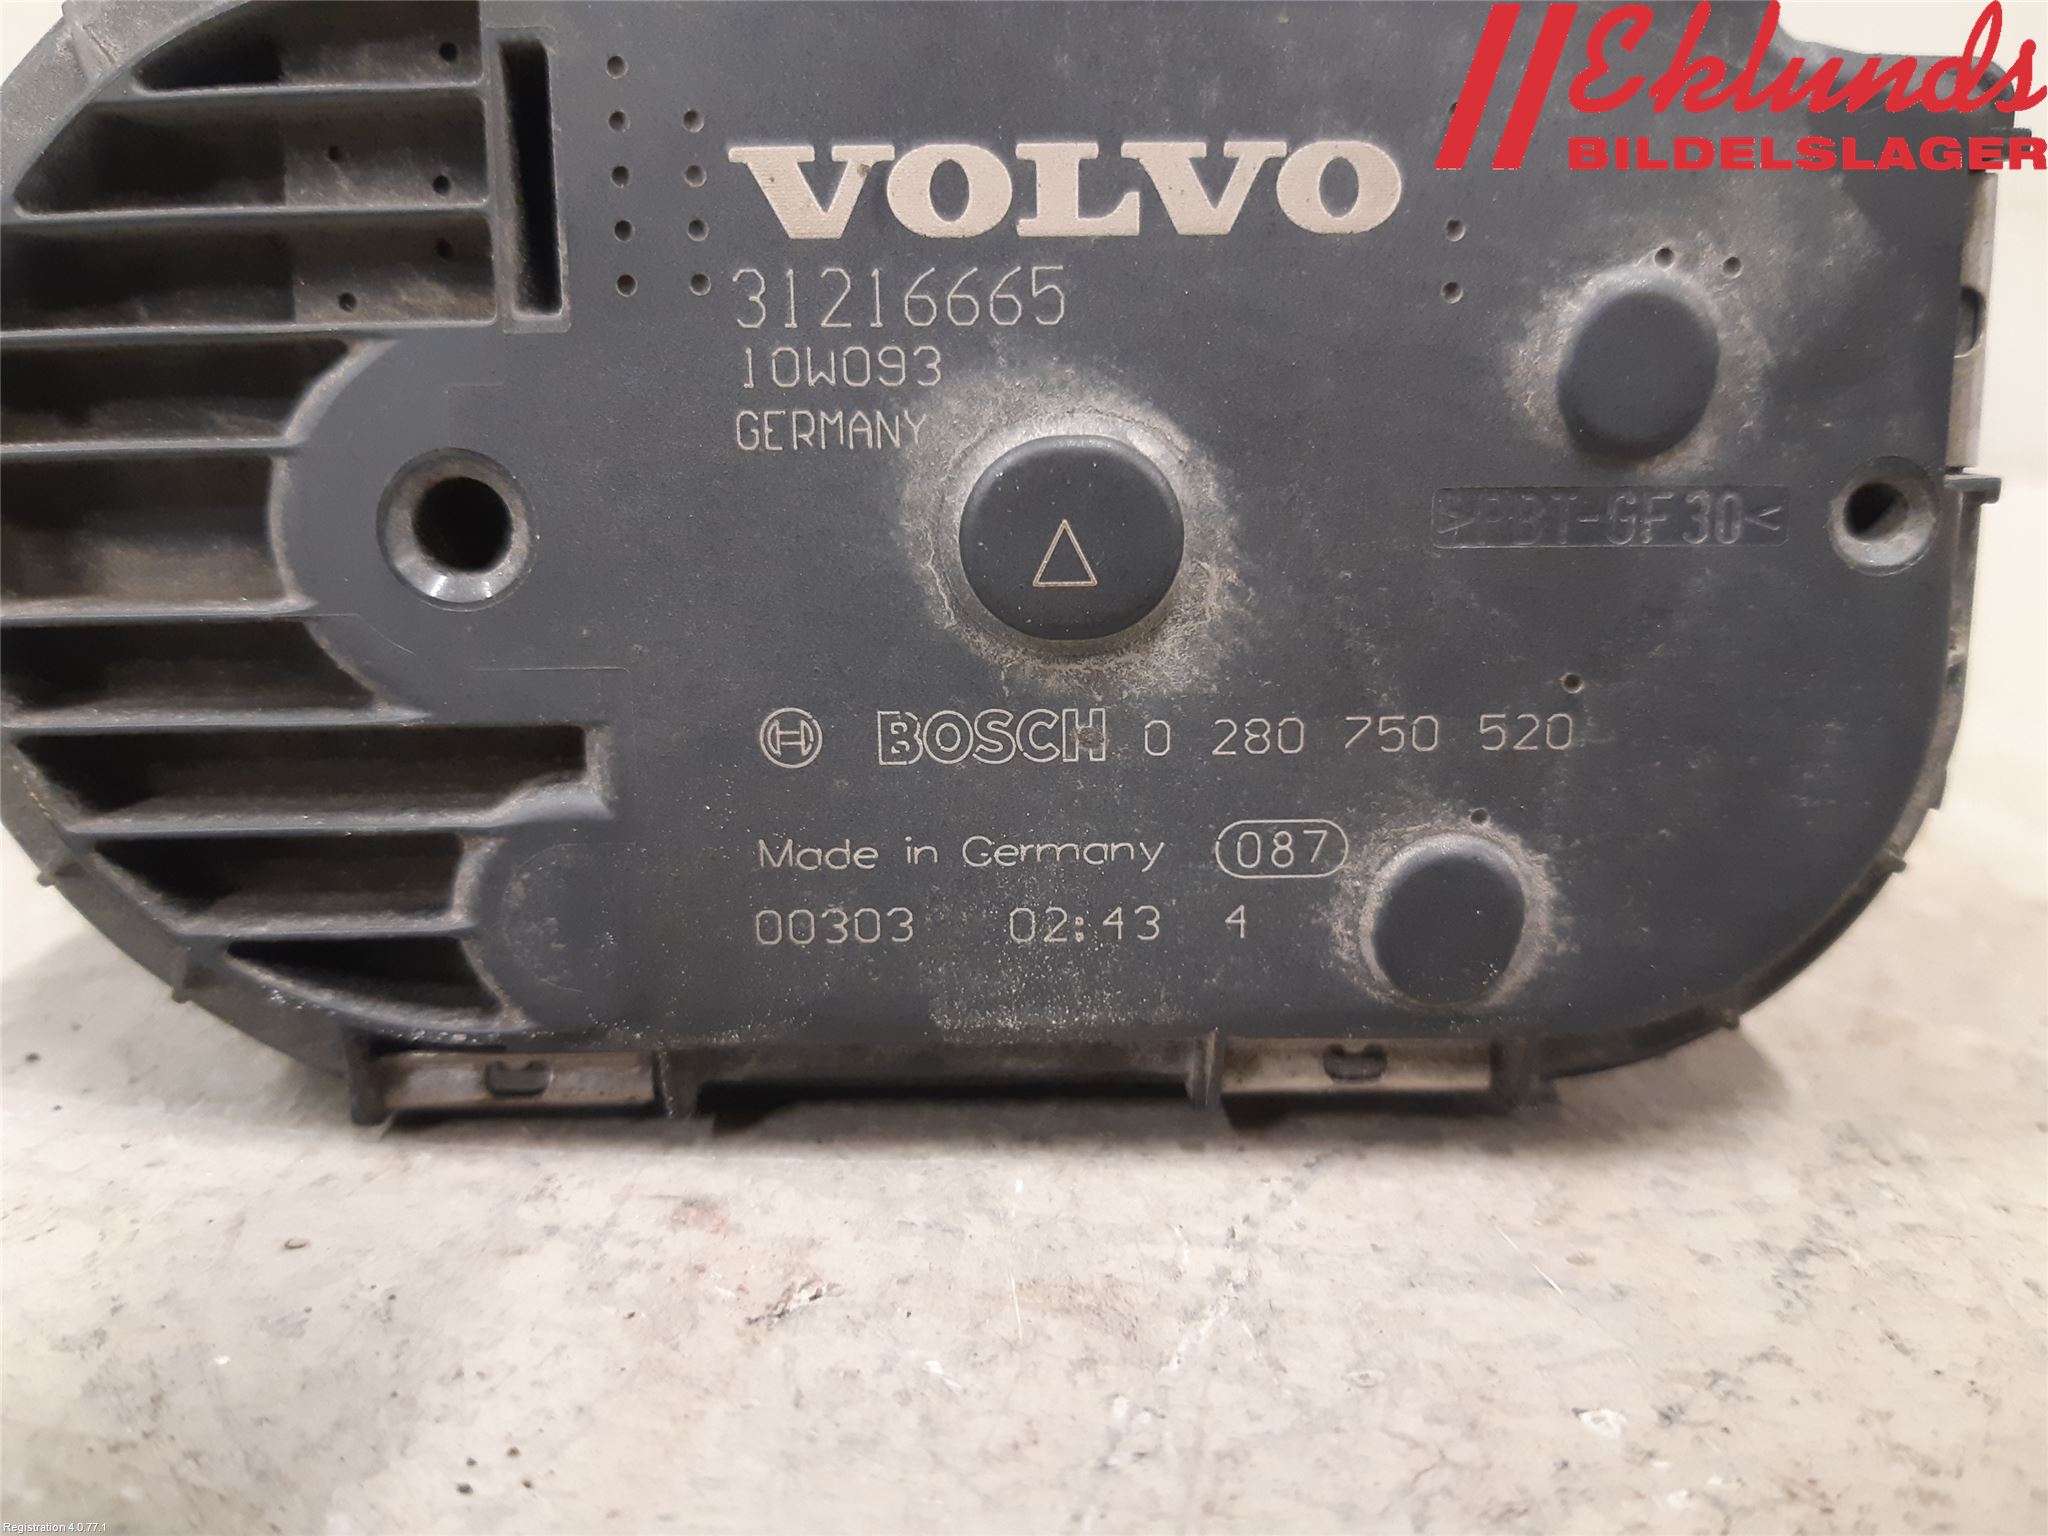 Eklunds
BILDELSLAGER
VOLVO
31216665
10W093
GERMANY
>PBT-GF30<
BOSCH 0 280 750 520
Made in Germany 087
00303 02:43 4
Registration 4.0.77.1